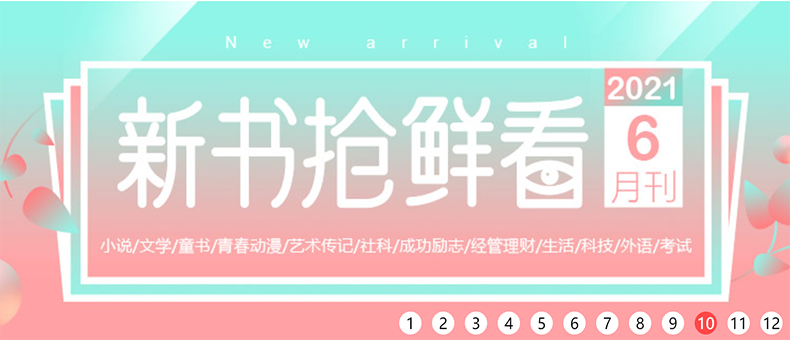 New arrival
新书抢鲜看
2021
6
月刊
小说/文学/童书/青春动漫/艺术传记/社科/成功励志/经管理财/生活/科技/外语/考试
1 2 3 4 5 6 7 8 9 10 11 12